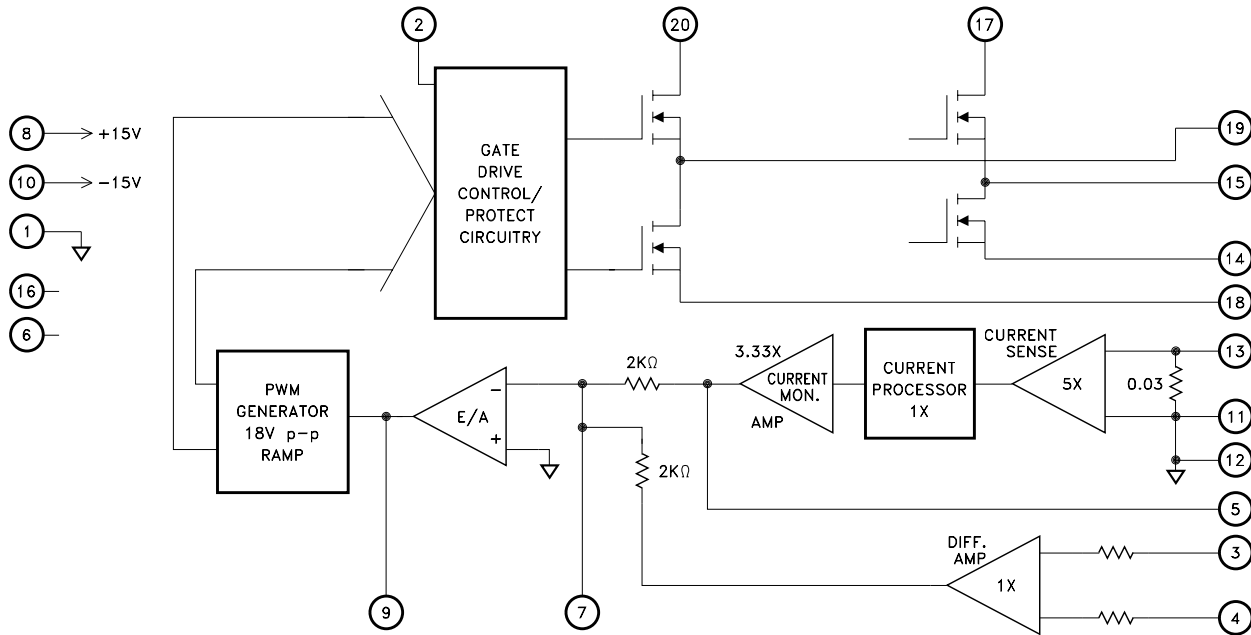 2
20
17
8
+15V
10
-15V
1
16
6
GATE
DRIVE
CONTROL/
PROTECT
CIRCUITRY
19
15
14
18
PWM
GENERATOR
18V p-p
RAMP
E/A
-
+
2KΩ
2KΩ
3.33X
CURRENT
MON.
AMP
CURRENT
PROCESSOR
1X
CURRENT
SENSE
5X
0.03
13
11
12
5
DIFF.
AMP
1X
3
4
9
7